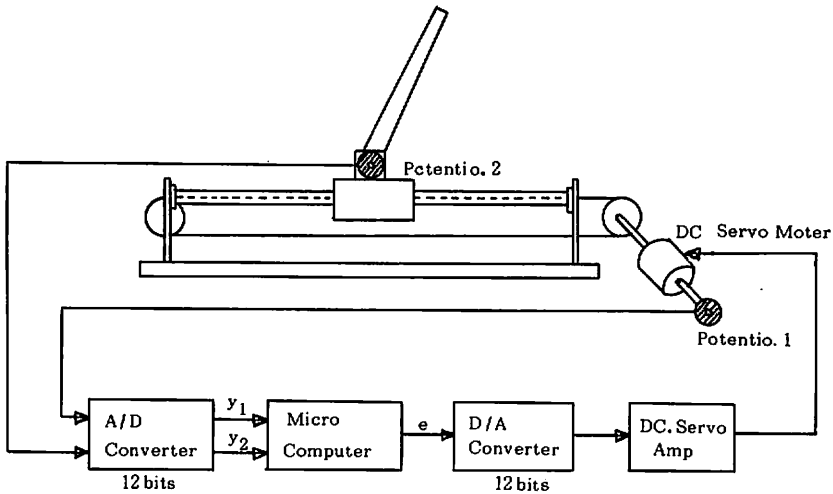 Pctentio. 2
DC Servo Moter
Potentio. 1
A/D
Converter
12 bits
y1
y2
Micro
Computer
e
D/A
Converter
12 bits
DC. Servo
Amp